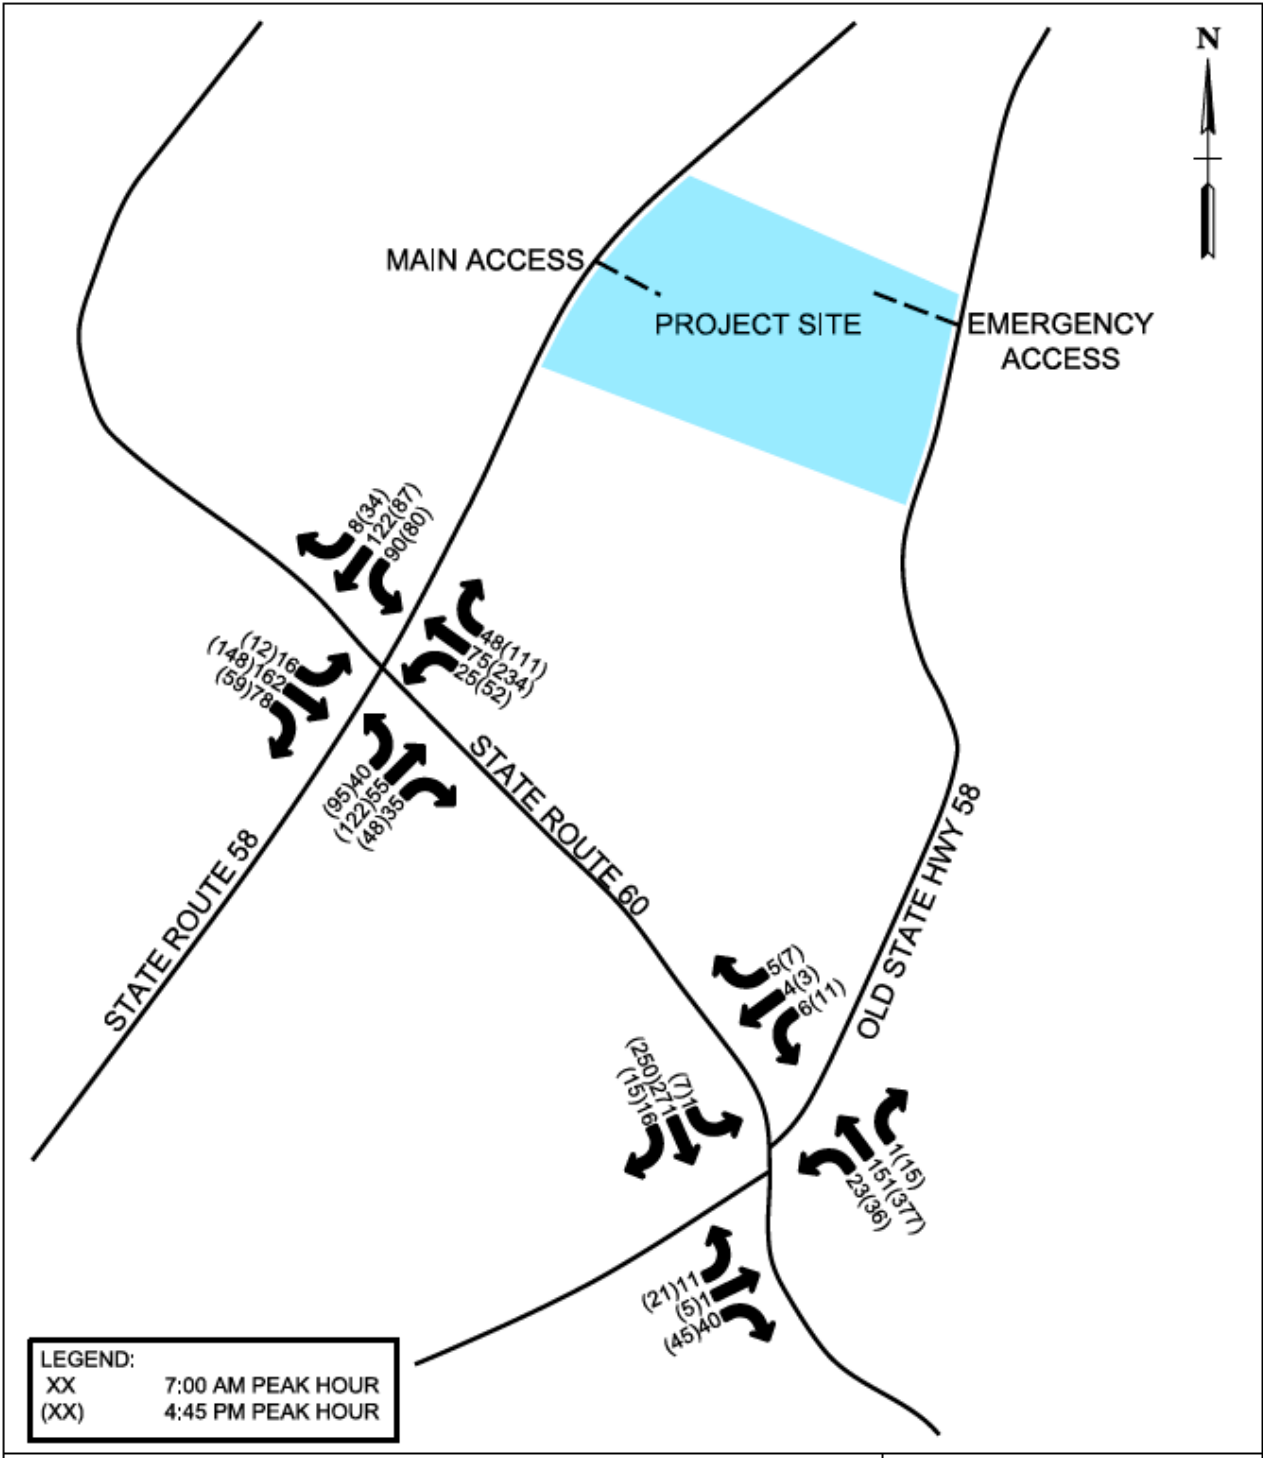 N
MAIN ACCESS
PROJECT SITE
EMERGENCY
ACCESS
8(34)
122(87)
90(80)
48(111)
75(234)
25(52)
(12)16
(148)162
(59)78
(95)40
(122)55
(48)35
STATE ROUTE 60
STATE ROUTE 58
OLD STATE HWY 58
5(7)
4(3)
6(11)
(7)1
(250)271
(15)16
1(15)
151(377)
23(36)
(21)11
(5)1
(45)40
LEGEND:
XX 7:00 AM PEAK HOUR
(XX) 4:45 PM PEAK HOUR